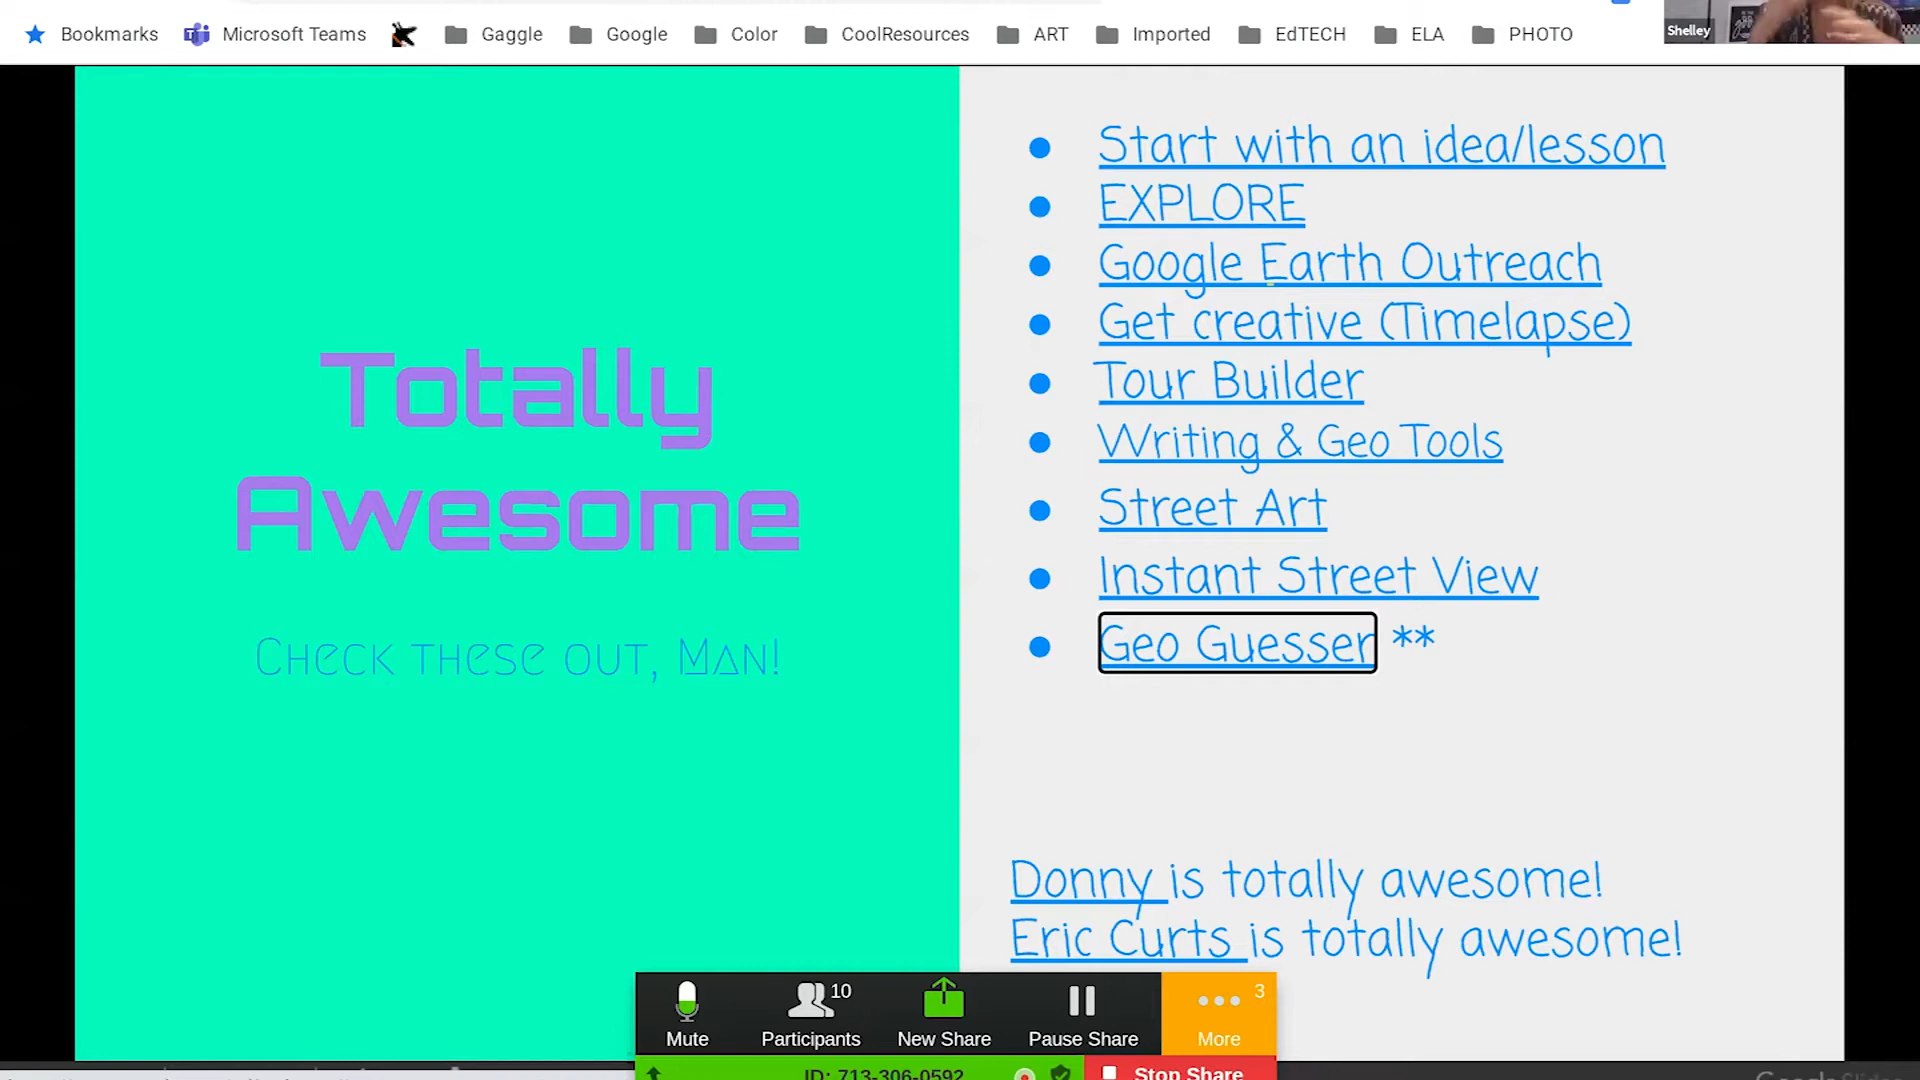 Bookmarks Microsoft Teams Gaggle Google Color CoolResources ART Imported EdTECH ELA PHOTO
Shelley
Totally
Awesome
Check these out, Man!
Start with an idea/lesson
EXPLORE
Google Earth Outreach
Get creative (Timelapse)
Tour Builder
Writing & Geo Tools
Street Art
Instant Street View
Geo Guesser **
Donny is totally awesome!
Eric Curts is totally awesome!
10 3
Mute Participants New Share Pause Share More
ID: 713-306-0592 Stop Share